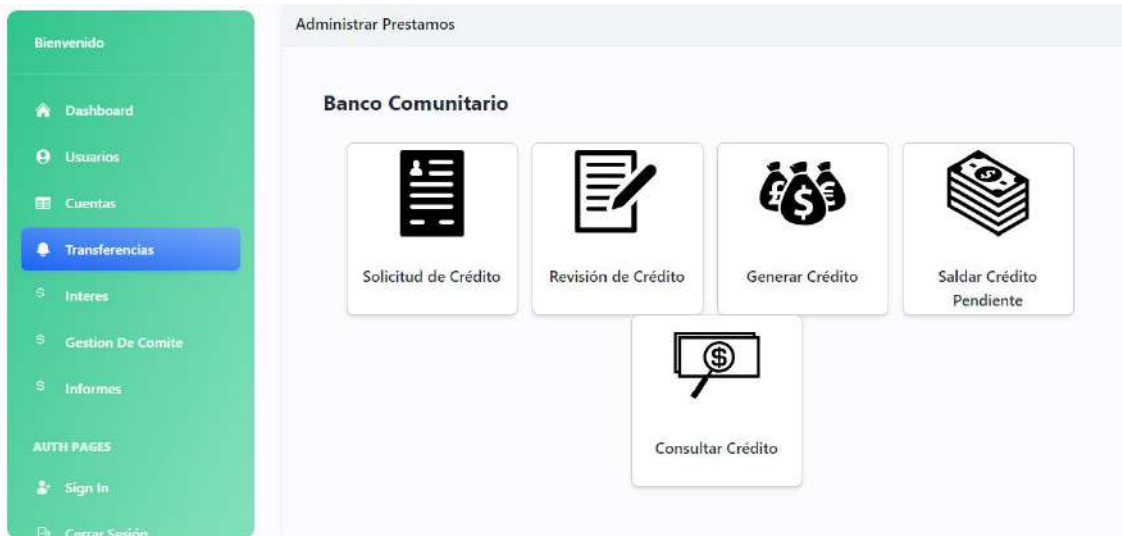 Bienvenido
Dashboard
Usuarios
Cuentas
Transferencias
$ Interes
$ Gestion De Comite
$ Informes
AUTH PAGES
Sign In
Cerrar Sesión
Administrar Prestamos
Banco Comunitario
Solicitud de Crédito
Revisión de Crédito
£ $ €
Generar Crédito
$
Saldar Crédito
Pendiente
$
Consultar Crédito